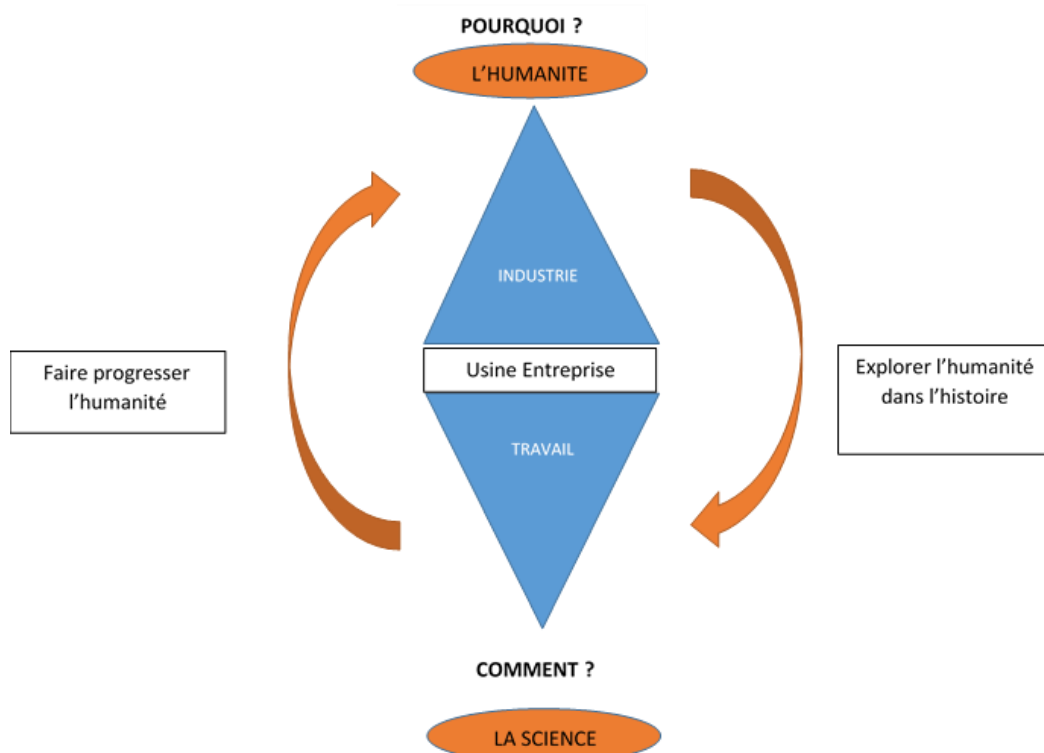 POURQUOI ?
L’HUMANITE
INDUSTRIE
Usine Entreprise
Faire progresser
l’humanité
Explorer l’humanité
dans l’histoire
TRAVAIL
COMMENT ?
LA SCIENCE